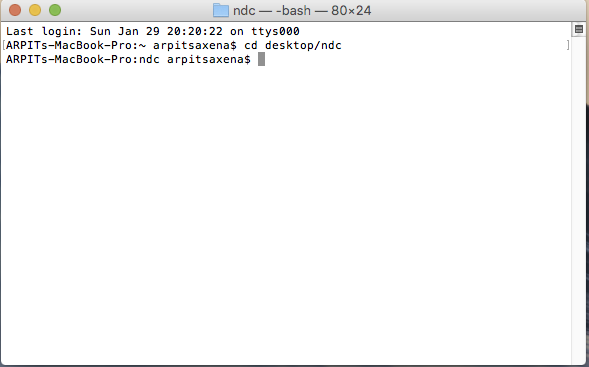 ndc — -bash — 80×24
Last login: Sun Jan 29 20:20:22 on ttys000
[ARPITs-MacBook-Pro:~ arpitsaxena$ cd desktop/ndc ]
ARPITs-MacBook-Pro:ndc arpitsaxena$